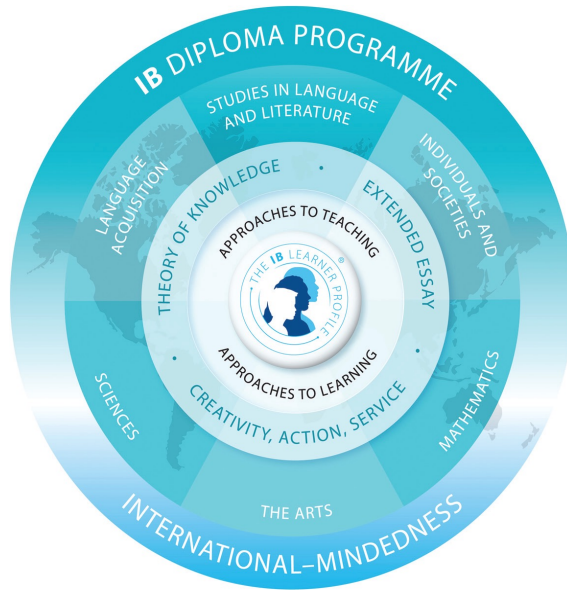 IB DIPLOMA PROGRAMME
STUDIES IN LANGUAGE
AND LITERATURE
LANGUAGE
ACQUISITION
INDIVIDUALS AND
SOCIETIES
THEORY OF KNOWLEDGE
•
EXTENDED ESSAY
•
CREATIVITY, ACTION, SERVICE
•
APPROACHES TO TEACHING
THE IB LEARNER PROFILE
®
APPROACHES TO LEARNING
SCIENCES
MATHEMATICS
THE ARTS
INTERNATIONAL–MINDEDNESS